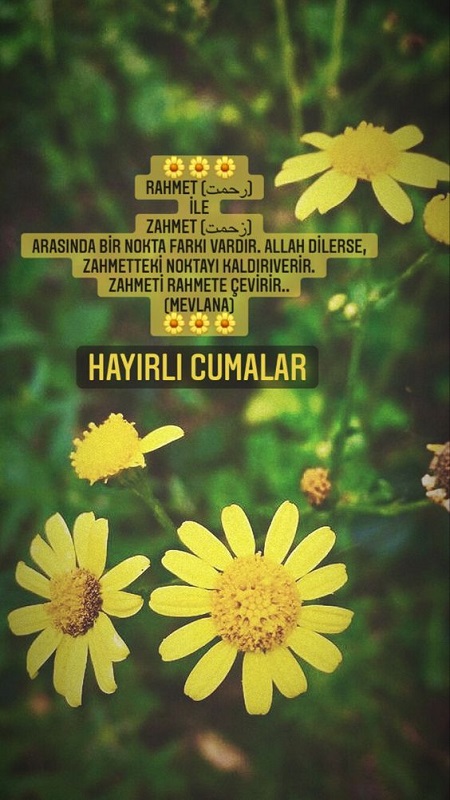 🌼🌼🌼
RAHMET (رحمت)
İLE
ZAHMET (زحمت)
ARASINDA BİR NOKTA FARKI VARDIR. ALLAH DİLERSE,
ZAHMETTEKİ NOKTAYI KALDIRIVERİR.
ZAHMETİ RAHMETE ÇEVİRİR..
(MEVLANA)
🌼🌼🌼
HAYIRLI CUMALAR